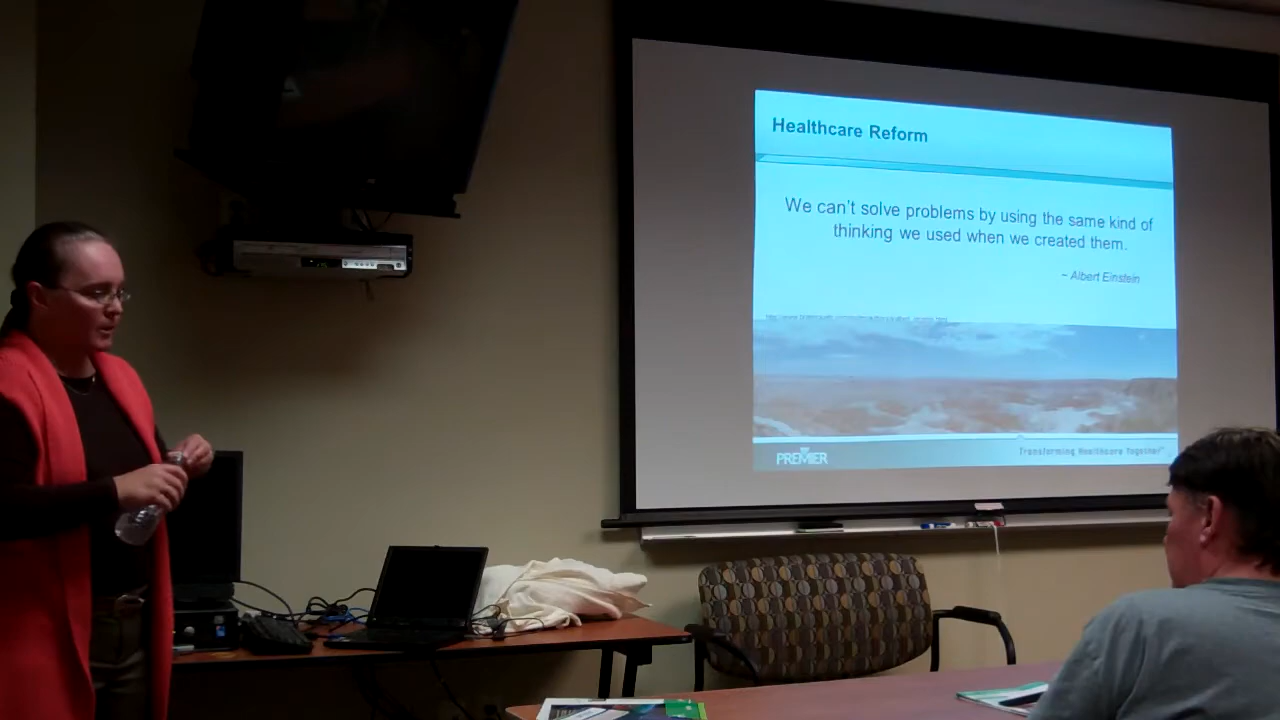 Healthcare Reform
We can't solve problems by using the same kind of
thinking we used when we created them.
~ Albert Einstein
PREMIER
Transforming Healthcare Together